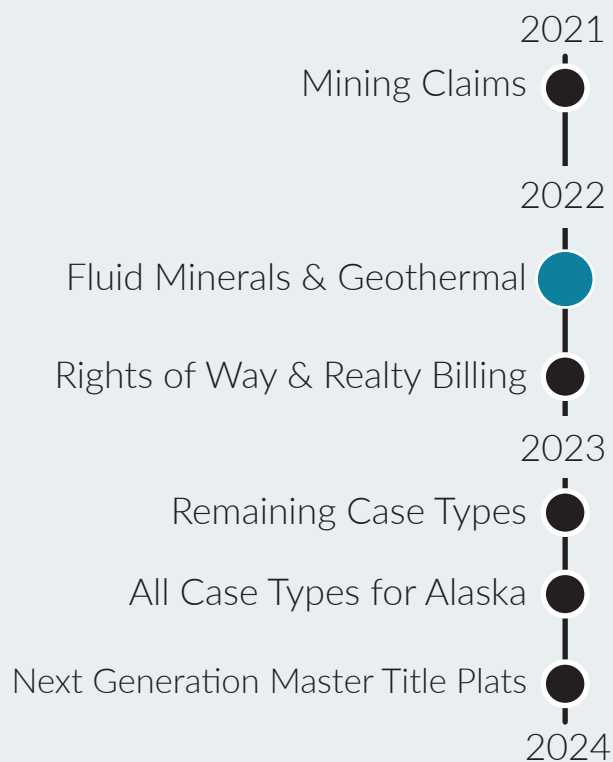 2021
Mining Claims
2022
Fluid Minerals & Geothermal
Rights of Way & Realty Billing
2023
Remaining Case Types
All Case Types for Alaska
Next Generation Master Title Plats
2024